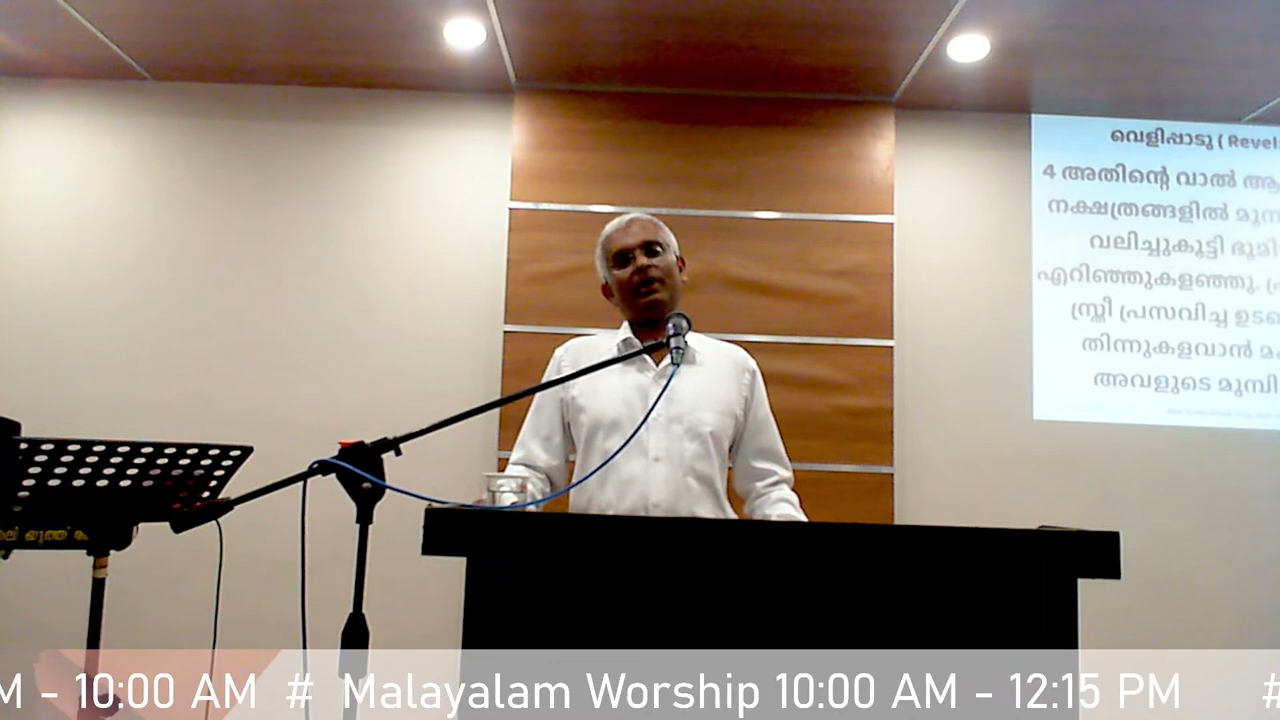 വെളിപ്പാടു ( Revel
4 അതിന്റെ വാൽ ആ
നക്ഷത്രങ്ങളിൽ മൂന്
വലിച്ചുകൂട്ടി ഭൂമി
എറിഞ്ഞുകളഞ്ഞു.
സ്ത്രീ പ്രസവിച്ച ഉട
തിന്നുകളവാൻ മ
അവളുടെ മുമ്പി
M - 10:00 AM # Malayalam Worship 10:00 AM - 12:15 PM #